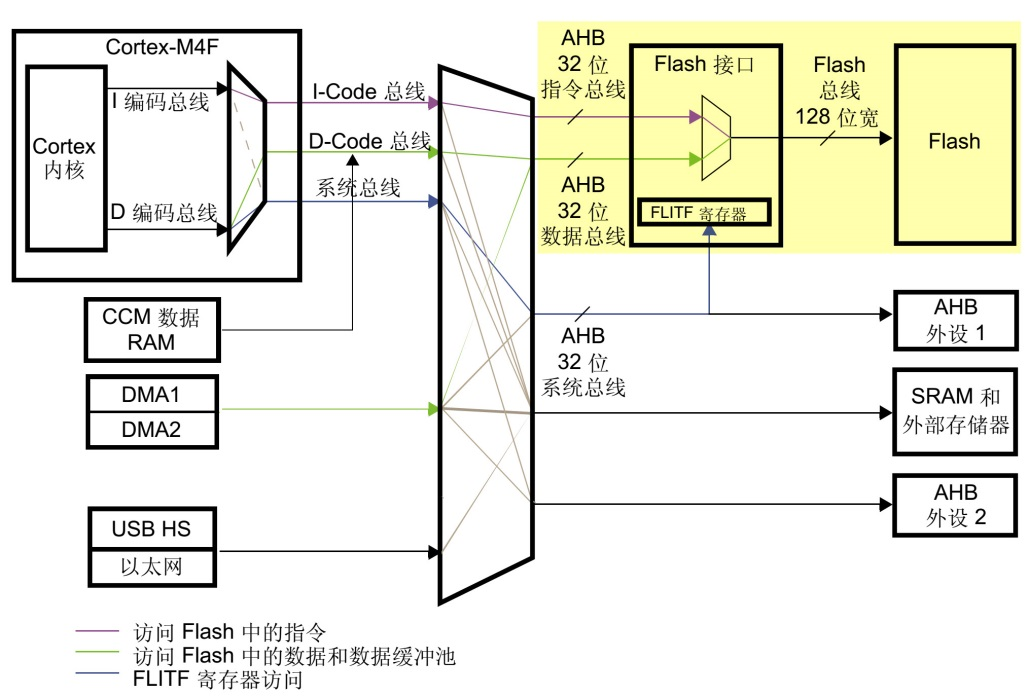 Cortex-M4F
Cortex
内核
I 编码总线
D 编码总线
I-Code 总线
D-Code 总线
系统总线
CCM 数据
RAM
DMA1
DMA2
USB HS
以太网
AHB
32 位
指令总线
AHB
32 位
数据总线
Flash 接口
FLITF 寄存器
Flash
总线
128 位宽
Flash
AHB
32 位
系统总线
AHB
外设 1
SRAM 和
外部存储器
AHB
外设 2
访问 Flash 中的指令
访问 Flash 中的数据和数据缓冲池
FLITF 寄存器访问